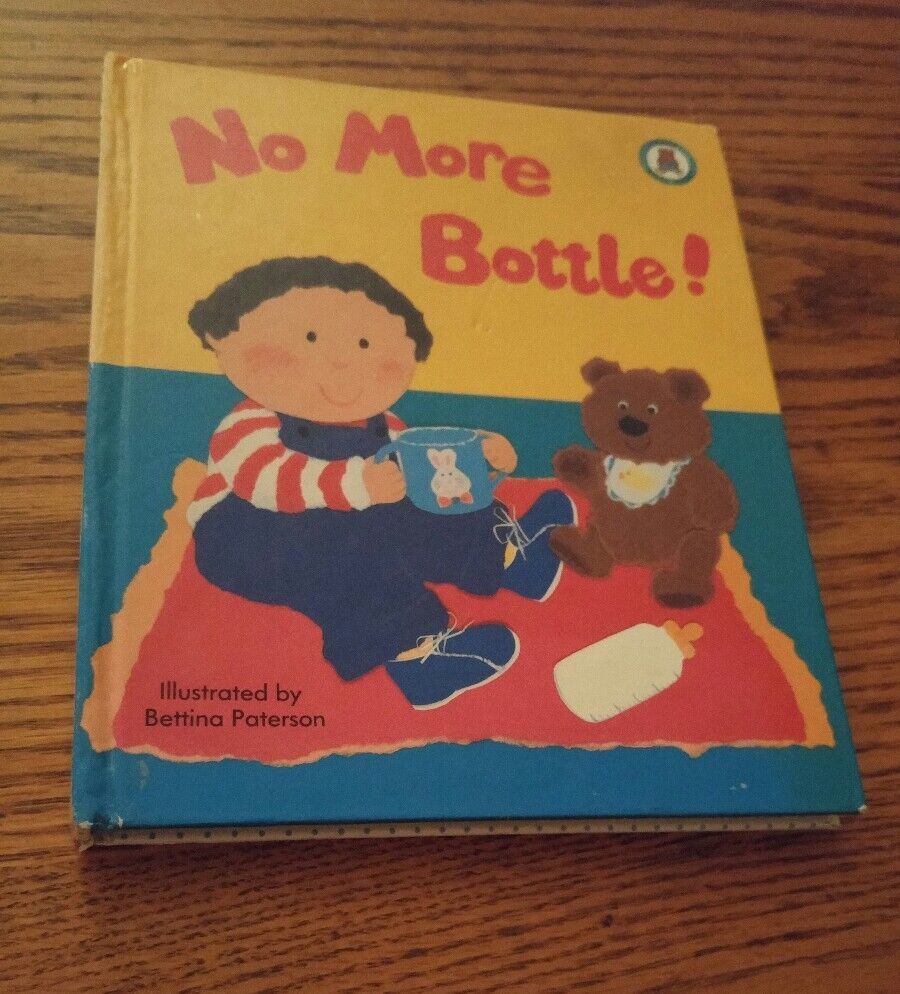 No More
Bottle!
Illustrated by
Bettina Paterson